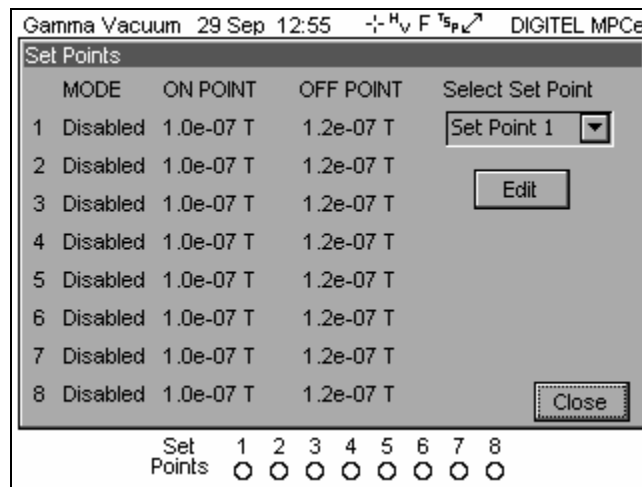 Gamma Vacuum 29 Sep 12:55 HV F TSP DIGITEL MPCe
Set Points
MODE ON POINT OFF POINT Select Set Point
1 Disabled 1.0e-07 T 1.2e-07 T Set Point 1
2 Disabled 1.0e-07 T 1.2e-07 T
Edit
3 Disabled 1.0e-07 T 1.2e-07 T
4 Disabled 1.0e-07 T 1.2e-07 T
5 Disabled 1.0e-07 T 1.2e-07 T
6 Disabled 1.0e-07 T 1.2e-07 T
7 Disabled 1.0e-07 T 1.2e-07 T
8 Disabled 1.0e-07 T 1.2e-07 T Close
Set 1 2 3 4 5 6 7 8
Points